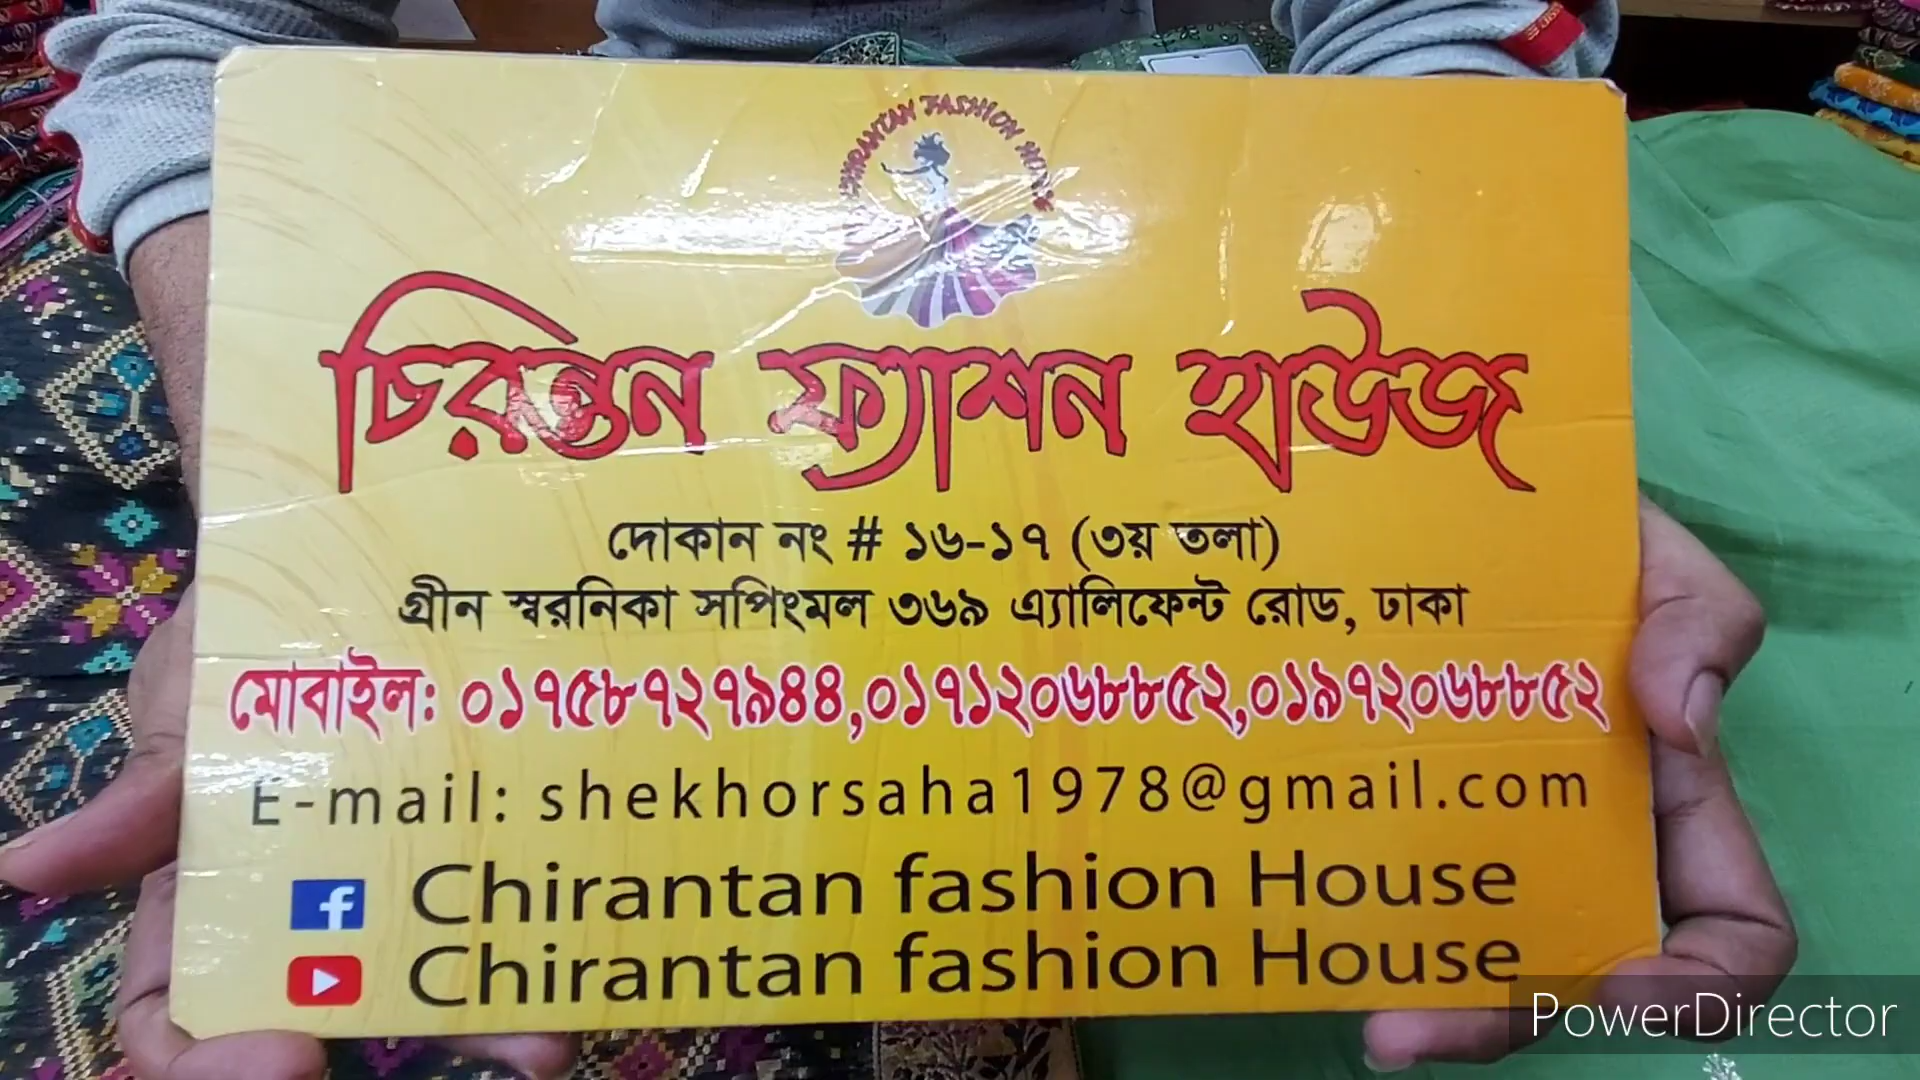 CHIRANTAN FASHION HOUSE
চিরন্তন ফ্যাশন হাউজ
দোকান নং # ১৬-১৭ (৩য় তলা)
গ্রীন স্বরনিকা সপিংমল ৩৬৯ এ্যালিফেন্ট রোড, ঢাকা
মোবাইল: ০১৭৫৮৭২৭৯৪৪,০১৭১২০৬৮৮৫২,০১৯৭২০৬৮৮৫২
E-mail: shekhorsaha1978@gmail.com
Chirantan fashion House
Chirantan fashion House
PowerDirector